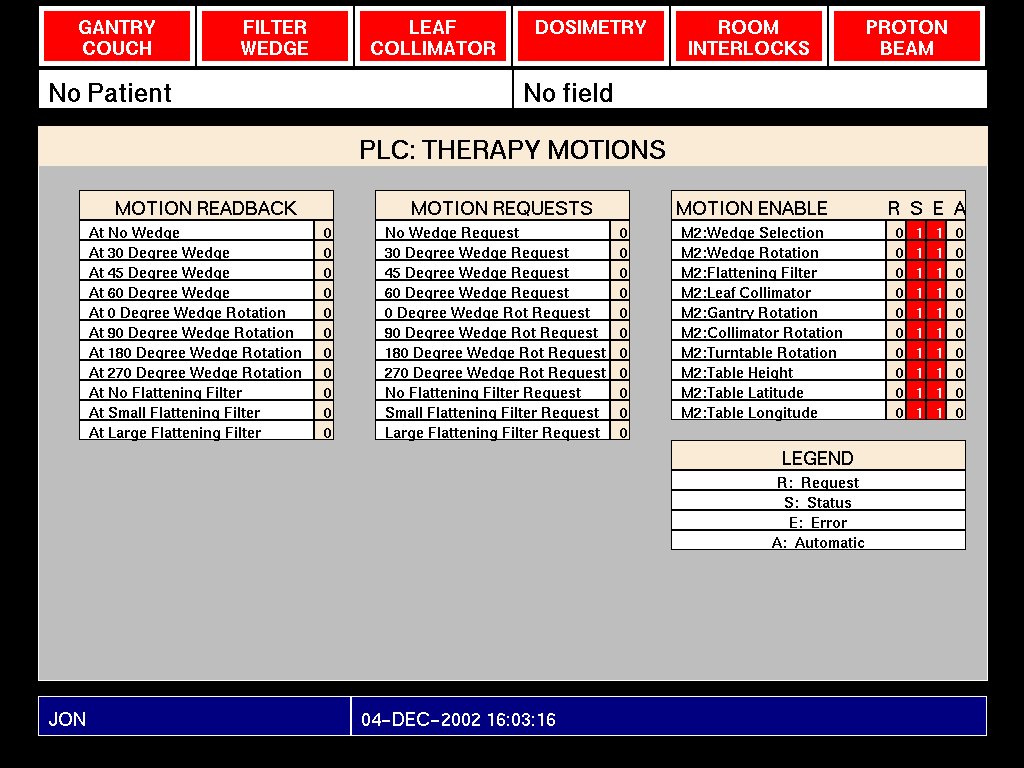 GANTRY COUCH
FILTER WEDGE
LEAF COLLIMATOR
DOSIMETRY
ROOM INTERLOCKS
PROTON BEAM
No Patient
No field
PLC: THERAPY MOTIONS
MOTION READBACK
At No Wedge 0
At 30 Degree Wedge 0
At 45 Degree Wedge 0
At 60 Degree Wedge 0
At 0 Degree Wedge Rotation 0
At 90 Degree Wedge Rotation 0
At 180 Degree Wedge Rotation 0
At 270 Degree Wedge Rotation 0
At No Flattening Filter 0
At Small Flattening Filter 0
At Large Flattening Filter 0
MOTION REQUESTS
No Wedge Request 0
30 Degree Wedge Request 0
45 Degree Wedge Request 0
60 Degree Wedge Request 0
0 Degree Wedge Rot Request 0
90 Degree Wedge Rot Request 0
180 Degree Wedge Rot Request 0
270 Degree Wedge Rot Request 0
No Flattening Filter Request 0
Small Flattening Filter Request 0
Large Flattening Filter Request 0
MOTION ENABLE R S E A
M2:Wedge Selection 0 1 1 0
M2:Wedge Rotation 0 1 1 0
M2:Flattening Filter 0 1 1 0
M2:Leaf Collimator 0 1 1 0
M2:Gantry Rotation 0 1 1 0
M2:Collimator Rotation 0 1 1 0
M2:Turntable Rotation 0 1 1 0
M2:Table Height 0 1 1 0
M2:Table Latitude 0 1 1 0
M2:Table Longitude 0 1 1 0
LEGEND
R: Request
S: Status
E: Error
A: Automatic
JON
04-DEC-2002 16:03:16